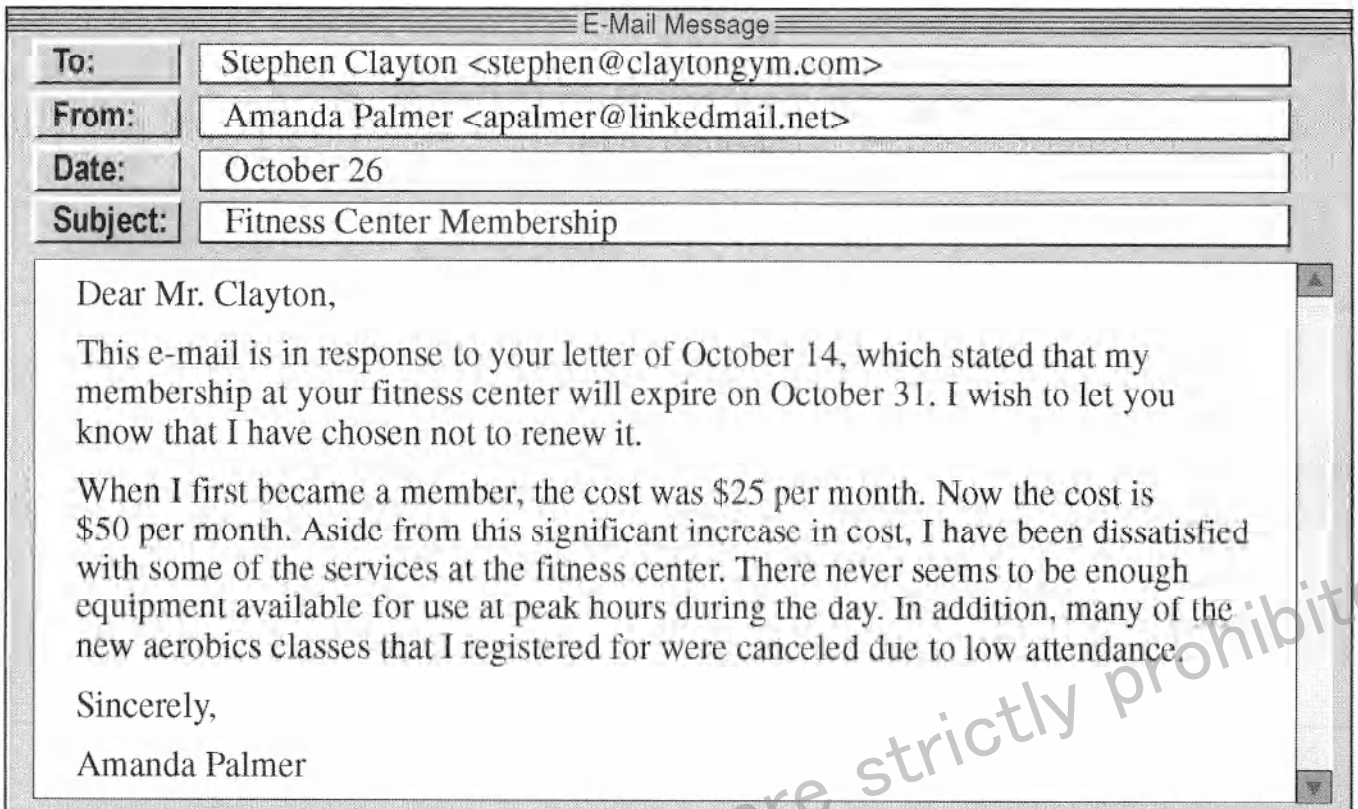 E-Mail Message
To: Stephen Clayton <stephen@claytongym.com>
From: Amanda Palmer <apalmer@linkedmail.net>
Date: October 26
Subject: Fitness Center Membership
Dear Mr. Clayton,
This e-mail is in response to your letter of October 14, which stated that my
membership at your fitness center will expire on October 31. I wish to let you
know that I have chosen not to renew it.
When I first became a member, the cost was $25 per month. Now the cost is
$50 per month. Aside from this significant increase in cost, I have been dissatisfied
with some of the services at the fitness center. There never seems to be enough
equipment available for use at peak hours during the day. In addition, many of the
new aerobics classes that I registered for were canceled due to low attendance.
Sincerely,
Amanda Palmer
strictly